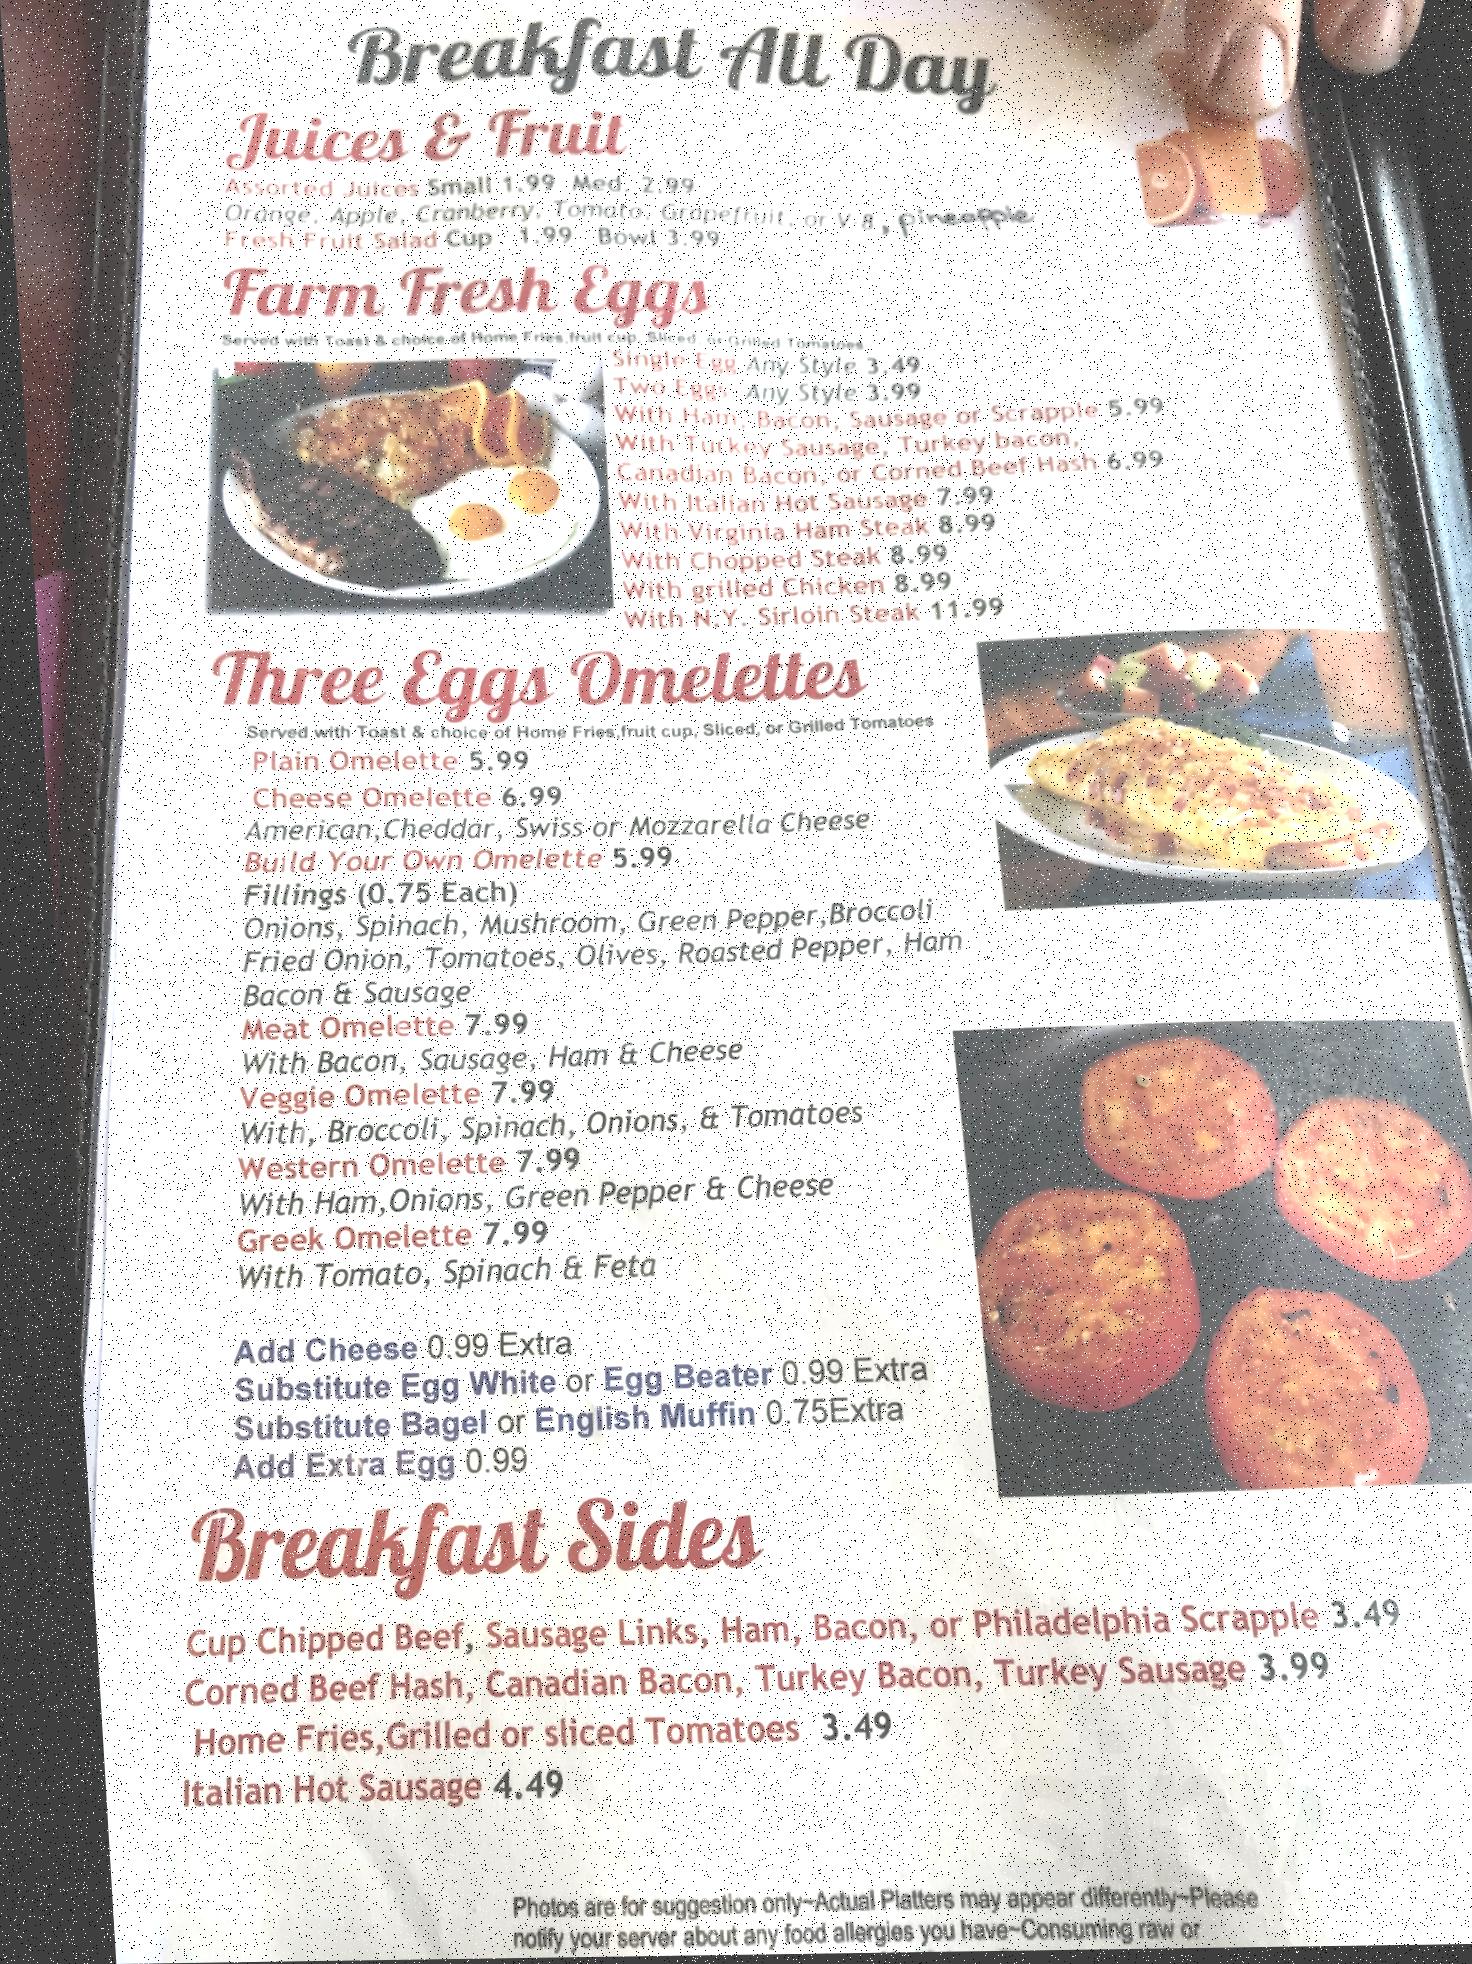 Breakfast All Day
Juices & Fruit
Assorted Juices Small 1.99 Med 2.99
Orange, Apple, Cranberry, Tomato, Grapefruit, or V 8 , pineapple
Fresh Fruit Salad Cup 1.99 Bowl 3.99
Farm Fresh Eggs
Served with Toast & choice of Home Fries,fruit cup, Sliced, or Grilled Tomatoes
Single Egg Any Style 3.49
Two Eggs Any Style 3.99
With Ham, Bacon, Sausage or Scrapple 5.99
With Turkey Sausage, Turkey bacon,
Canadian Bacon, or Corned Beef Hash 6.99
With Italian Hot Sausage 7.99
With Virginia Ham Steak 8.99
With Chopped Steak 8.99
With grilled Chicken 8.99
With N.Y. Sirloin Steak 11.99
Three Eggs Omelettes
Served with Toast & choice of Home Fries,fruit cup, Sliced, or Grilled Tomatoes
Plain Omelette 5.99
Cheese Omelette 6.99
American,Cheddar, Swiss or Mozzarella Cheese
Build Your Own Omelette 5.99
Fillings (0.75 Each)
Onions, Spinach, Mushroom, Green Pepper,Broccoli
Fried Onion, Tomatoes, Olives, Roasted Pepper, Ham
Bacon & Sausage
Meat Omelette 7.99
With Bacon, Sausage, Ham & Cheese
Veggie Omelette 7.99
With, Broccoli, Spinach, Onions, & Tomatoes
Western Omelette 7.99
With Ham,Onions, Green Pepper & Cheese
Greek Omelette 7.99
With Tomato, Spinach & Feta
Add Cheese 0.99 Extra
Substitute Egg White or Egg Beater 0.99 Extra
Substitute Bagel or English Muffin 0.75Extra
Add Extra Egg 0.99
Breakfast Sides
Cup Chipped Beef, Sausage Links, Ham, Bacon, or Philadelphia Scrapple 3.49
Corned Beef Hash, Canadian Bacon, Turkey Bacon, Turkey Sausage 3.99
Home Fries,Grilled or sliced Tomatoes 3.49
Italian Hot Sausage 4.49
Photos are for suggestion only~Actual Platters may appear differently~Please
notify your server about any food allergies you have~Consuming raw or